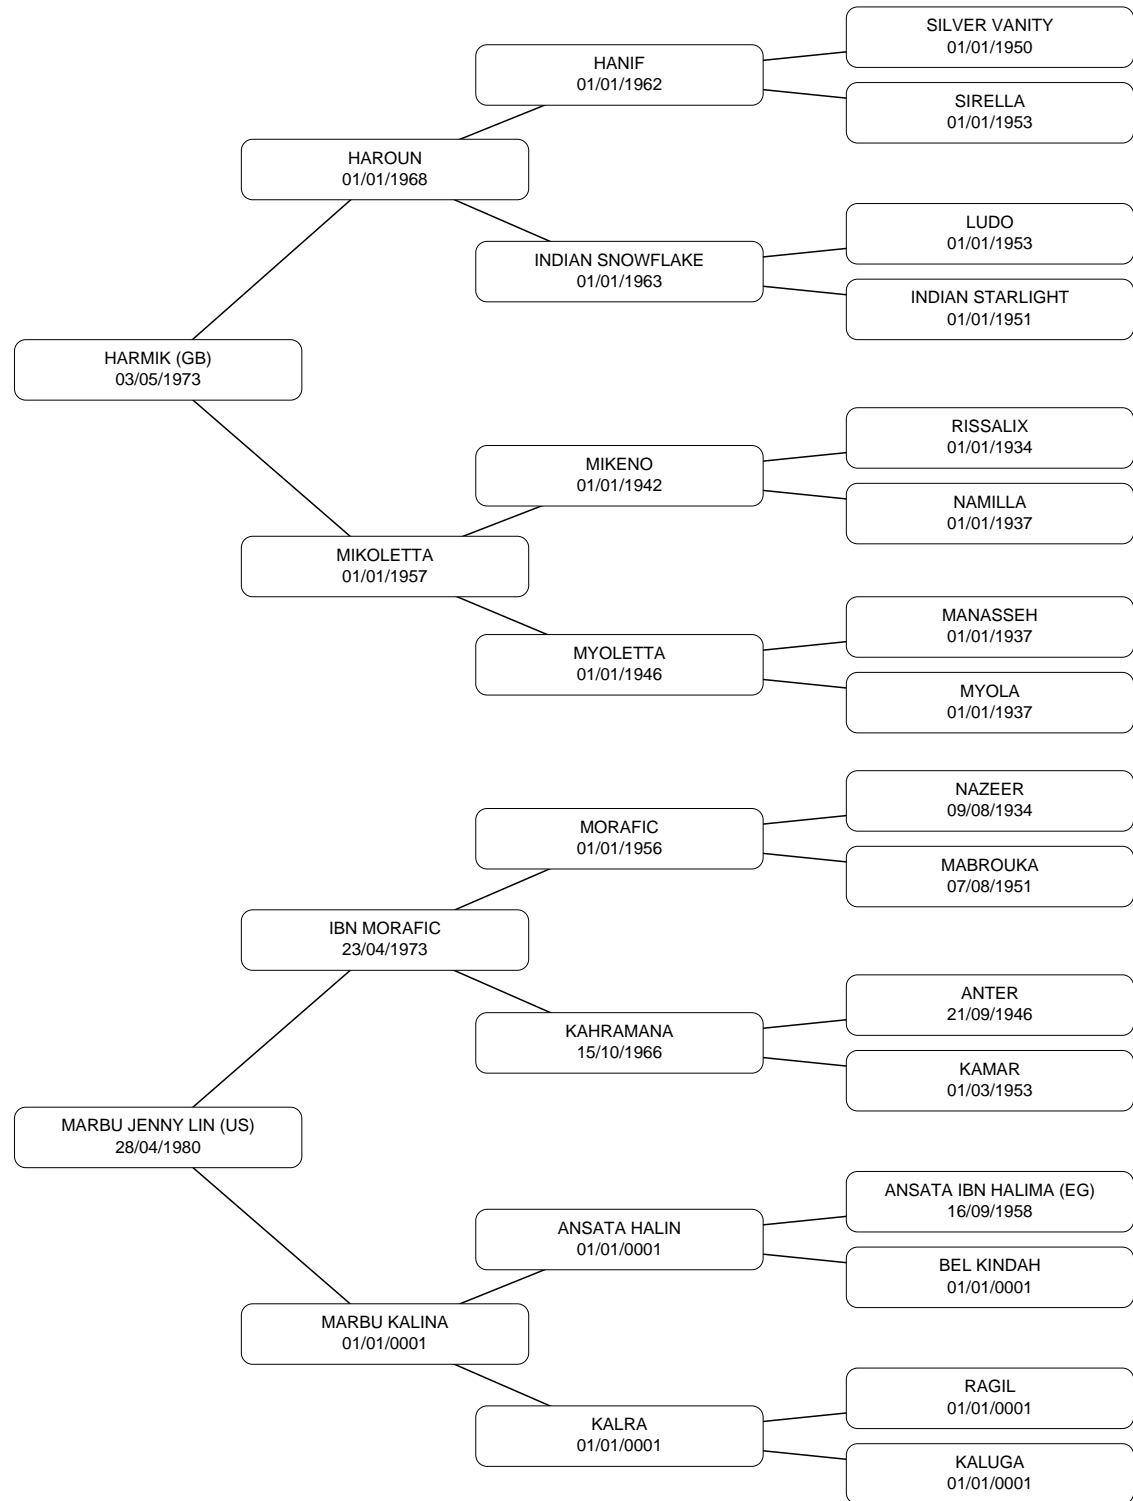 SILVER VANITY
01/01/1950
HANIF
01/01/1962
SIRELLA
01/01/1953
HAROUN
01/01/1968
LUDO
01/01/1953
INDIAN SNOWFLAKE
01/01/1963
INDIAN STARLIGHT
01/01/1951
HARMIK (GB)
03/05/1973
RISSALIX
01/01/1934
MIKENO
01/01/1942
NAMILLA
01/01/1937
MIKOLETTA
01/01/1957
MANASSEH
01/01/1937
MYOLETTA
01/01/1946
MYOLA
01/01/1937
NAZEER
09/08/1934
MORAFIC
01/01/1956
MABROUKA
07/08/1951
IBN MORAFIC
23/04/1973
ANTER
21/09/1946
KAHRAMANA
15/10/1966
KAMAR
01/03/1953
MARBU JENNY LIN (US)
28/04/1980
ANSATA IBN HALIMA (EG)
16/09/1958
ANSATA HALIN
01/01/0001
BEL KINDAH
01/01/0001
MARBU KALINA
01/01/0001
RAGIL
01/01/0001
KALRA
01/01/0001
KALUGA
01/01/0001